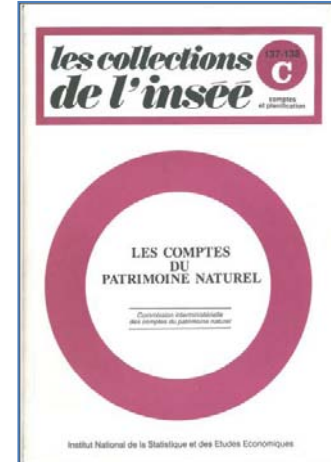 les collections
de l'insee
137-138
C
comptes
et planification
LES COMPTES
DU
PATRIMOINE NATUREL
Commission interministérielle
des comptes du patrimoine naturel
Institut National de la Statistique et des Etudes Economiques